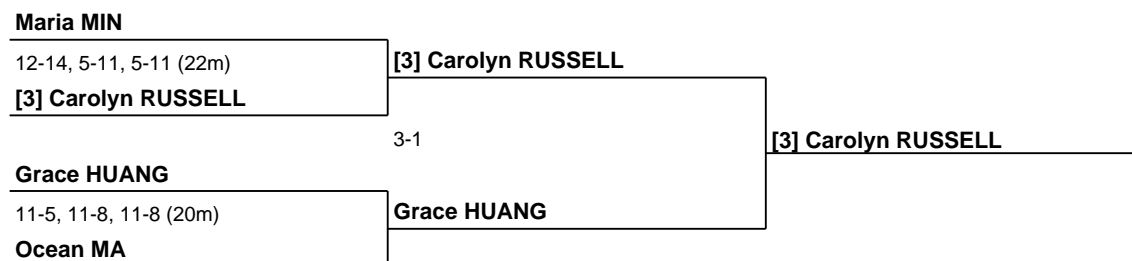 Maria MIN
12-14, 5-11, 5-11 (22m)
[3] Carolyn RUSSELL
[3] Carolyn RUSSELL
3-1
[3] Carolyn RUSSELL
Grace HUANG
11-5, 11-8, 11-8 (20m)
Grace HUANG
Ocean MA